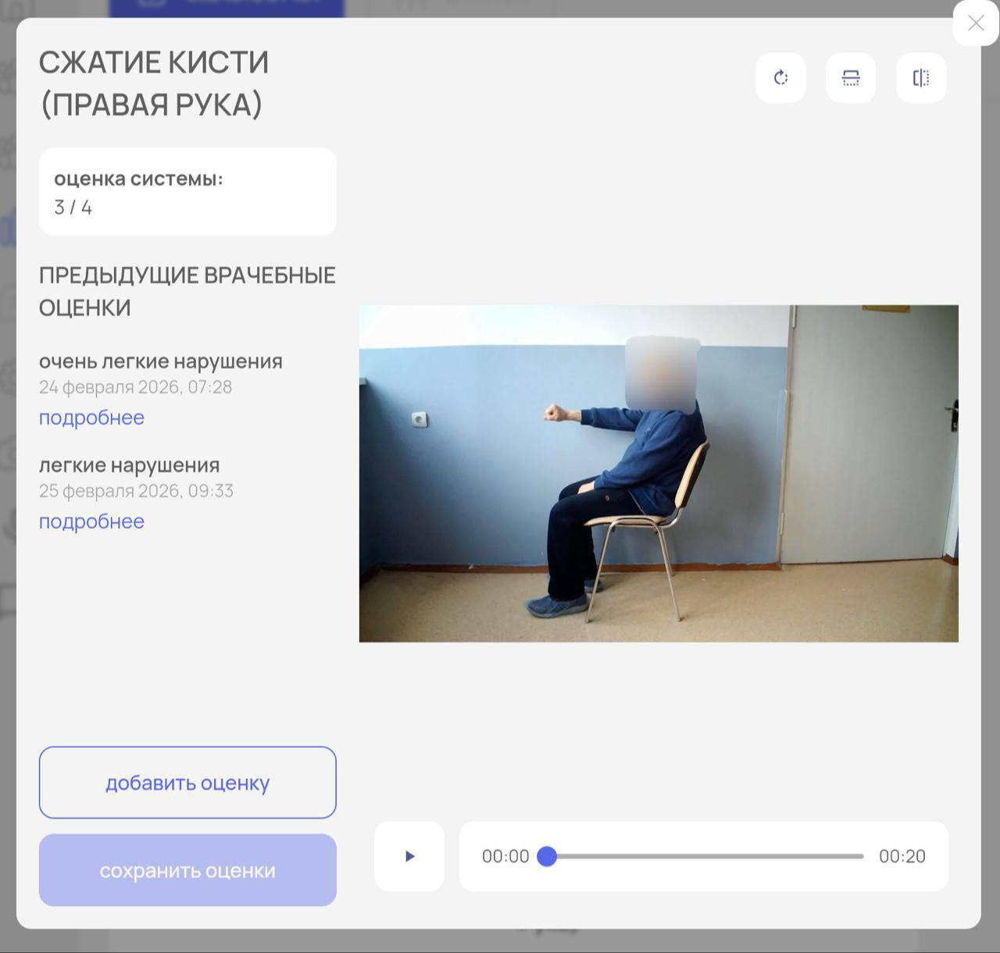 СЖАТИЕ КИСТИ
(ПРАВАЯ РУКА)
оценка системы:
3 / 4
ПРЕДЫДУЩИЕ ВРАЧЕБНЫЕ
ОЦЕНКИ
очень легкие нарушения
24 февраля 2026, 07:28
подробнее
легкие нарушения
25 февраля 2026, 09:33
подробнее
добавить оценку
сохранить оценки
00:00
00:20